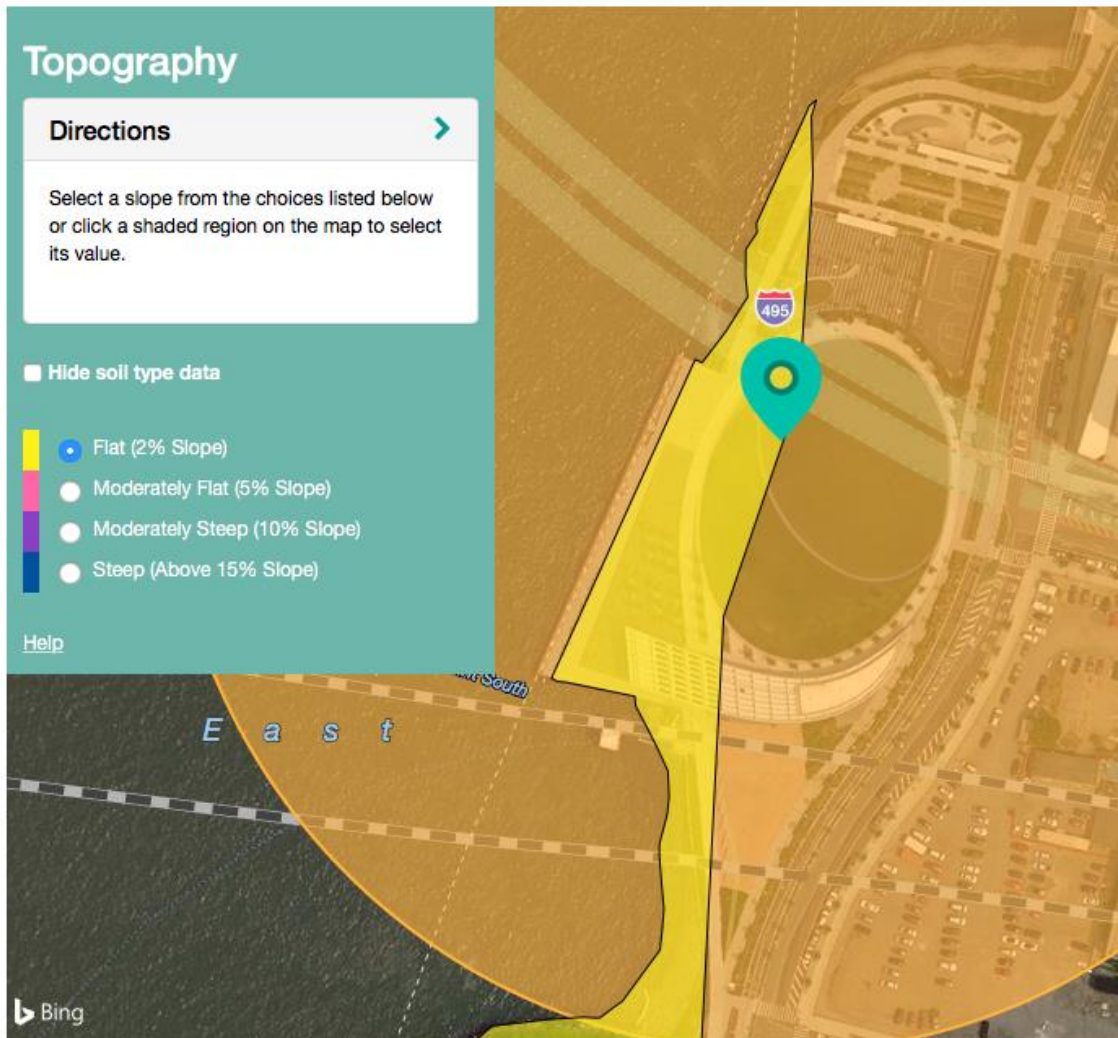 Topography
Directions
Select a slope from the choices listed below
or click a shaded region on the map to select
its value.
Hide soil type data
Flat (2% Slope)
Moderately Flat (5% Slope)
Moderately Steep (10% Slope)
Steep (Above 15% Slope)
Help
495
South
East
Bing